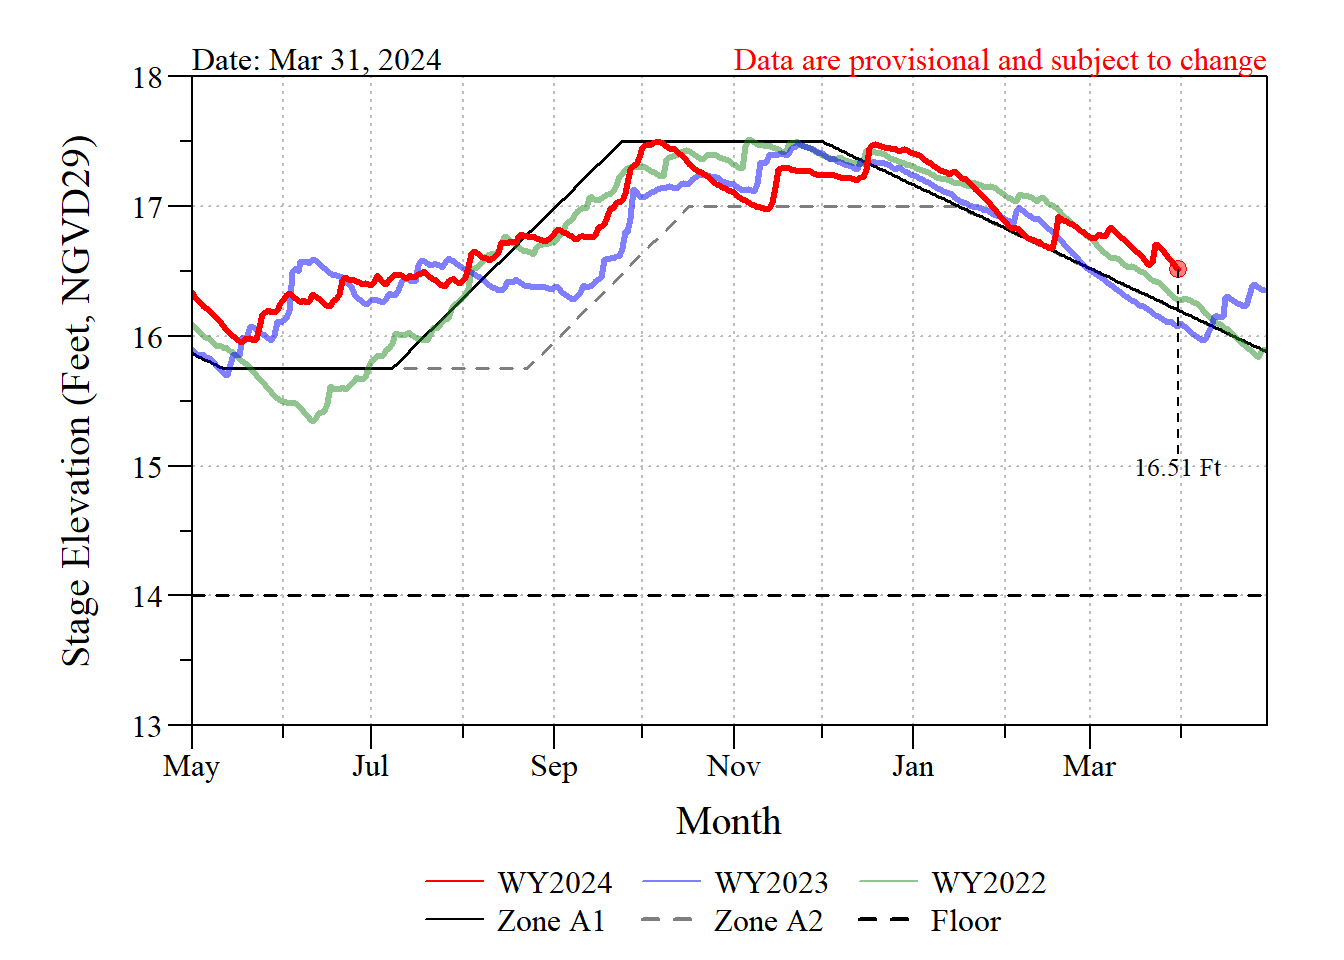 Date: Mar 31, 2024
Data are provisional and subject to change
Stage Elevation (Feet, NGVD29)
18
17
16
15
14
13
16.51 Ft
May
Jul
Sep
Nov
Jan
Mar
Month
WY2024
WY2023
WY2022
Zone A1
Zone A2
Floor